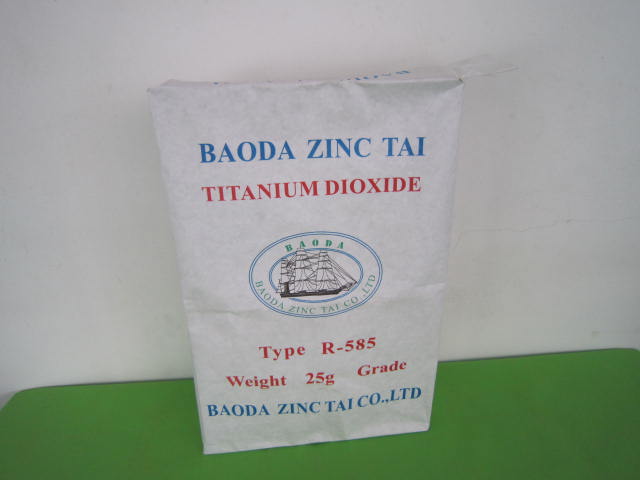 BAODA ZINC TAI
TITANIUM DIOXIDE
BAODA
BAODA ZINC TAI CO.,LTD
Type R-585
Weight 25g Grade
BAODA ZINC TAI CO.,LTD